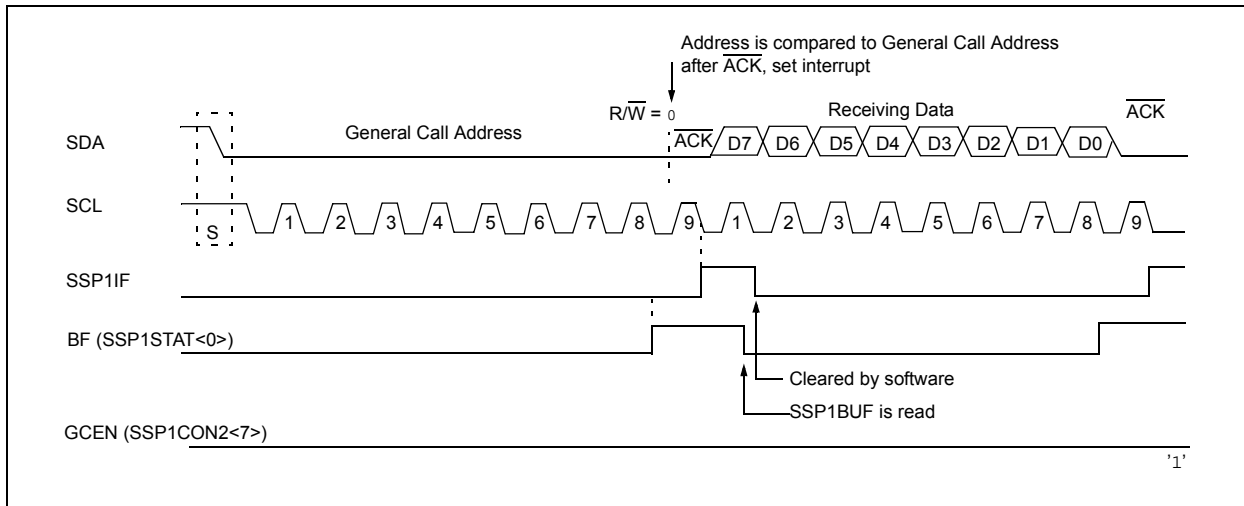 Address is compared to General Call Address
after ACK, set interrupt
R/W = 0
Receiving Data
ACK
General Call Address
SDA
ACK D7 D6 D5 D4 D3 D2 D1 D0
SCL
S 1 2 3 4 5 6 7 8 9 1 2 3 4 5 6 7 8 9
SSP1IF
BF (SSP1STAT<0>)
Cleared by software
SSP1BUF is read
GCEN (SSP1CON2<7>)
'1'